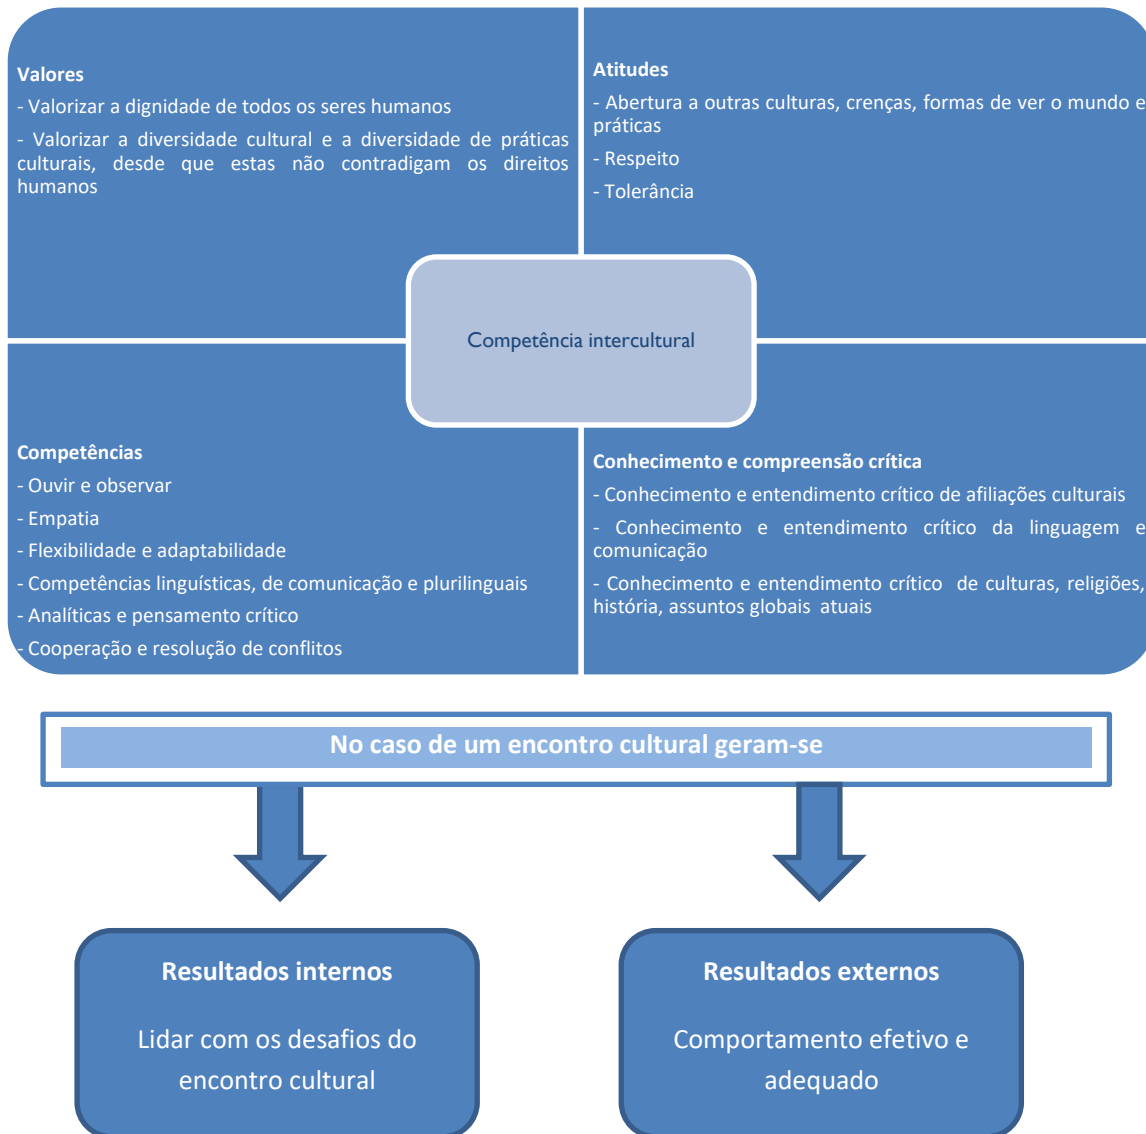 Valores
- Valorizar a dignidade de todos os seres humanos
- Valorizar a diversidade cultural e a diversidade de práticas
culturais, desde que estas não contradigam os direitos
humanos
Atitudes
- Abertura a outras culturas, crenças, formas de ver o mundo e
práticas
- Respeito
- Tolerância
Competência intercultural
Competências
- Ouvir e observar
- Empatia
- Flexibilidade e adaptabilidade
- Competências linguísticas, de comunicação e plurilinguais
- Analíticas e pensamento crítico
- Cooperação e resolução de conflitos
Conhecimento e compreensão crítica
- Conhecimento e entendimento crítico de afiliações culturais
- Conhecimento e entendimento crítico da linguagem e
comunicação
- Conhecimento e entendimento crítico de culturas, religiões,
história, assuntos globais atuais
No caso de um encontro cultural geram-se
Resultados internos
Lidar com os desafios do
encontro cultural
Resultados externos
Comportamento efetivo e
adequado